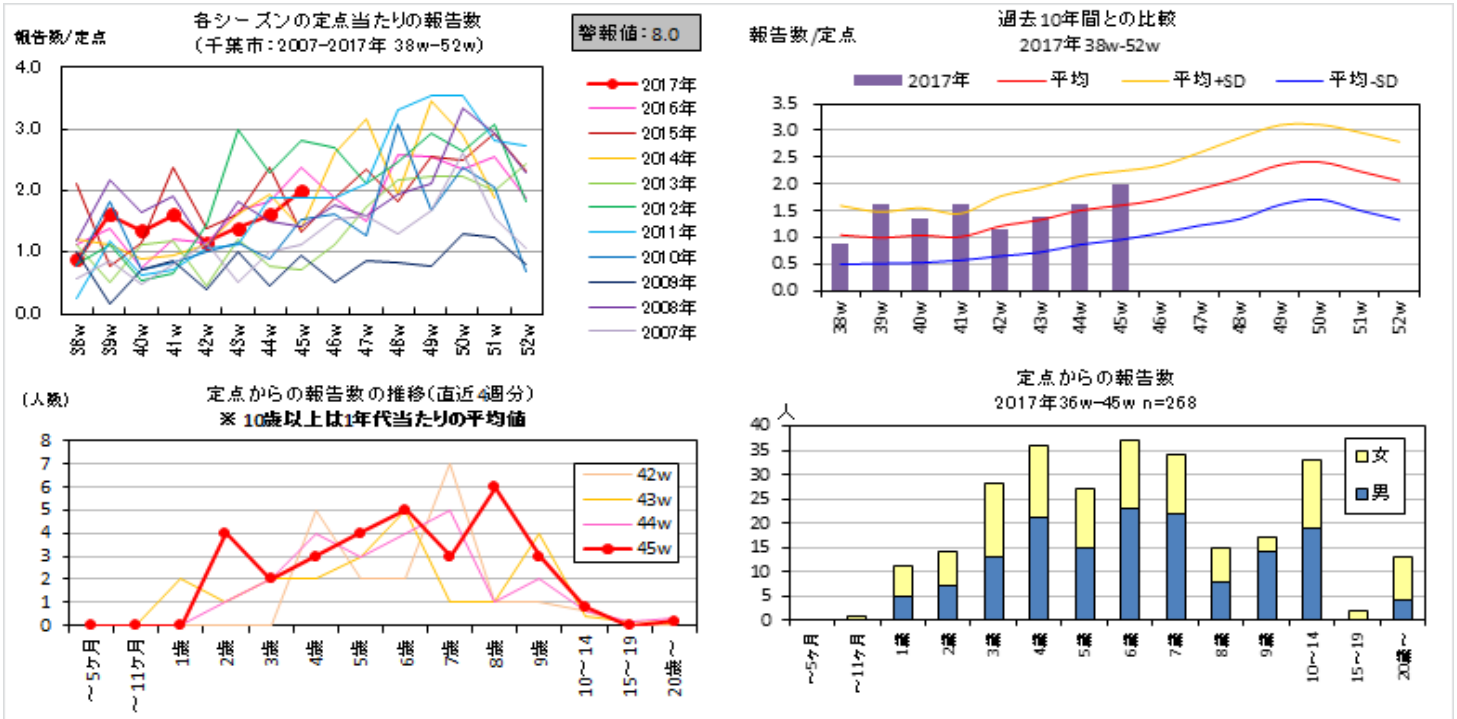 各シーズンの定点当たりの報告数
(千葉市:2007-2017年 38w-52w)
報告数/定点
警報値:8.0
4.0
3.0
2.0
1.0
0.0
38w
39w
40w
41w
42w
43w
44w
45w
46w
47w
48w
49w
50w
51w
52w
2017年
2016年
2015年
2014年
2013年
2012年
2011年
2010年
2009年
2008年
2007年
過去10年間との比較
2017年 38w-52w
報告数/定点
2017年
平均
平均+SD
平均-SD
3.5
3.0
2.5
2.0
1.5
1.0
0.5
0.0
38w
39w
40w
41w
42w
43w
44w
45w
46w
47w
48w
49w
50w
51w
52w
定点からの報告数の推移(直近4週分)
※ 10歳以上は1年代当たりの平均値
(人数)
8
7
6
5
4
3
2
1
0
42w
43w
44w
45w
~5ヶ月
~11ヶ月
1歳
2歳
3歳
4歳
5歳
6歳
7歳
8歳
9歳
10~14
15~19
20歳~
定点からの報告数
2017年36w-45w n=268
人
40
35
30
25
20
15
10
5
0
女
男
~5ヶ月
~11ヶ月
1歳
2歳
3歳
4歳
5歳
6歳
7歳
8歳
9歳
10~14
15~19
20歳~